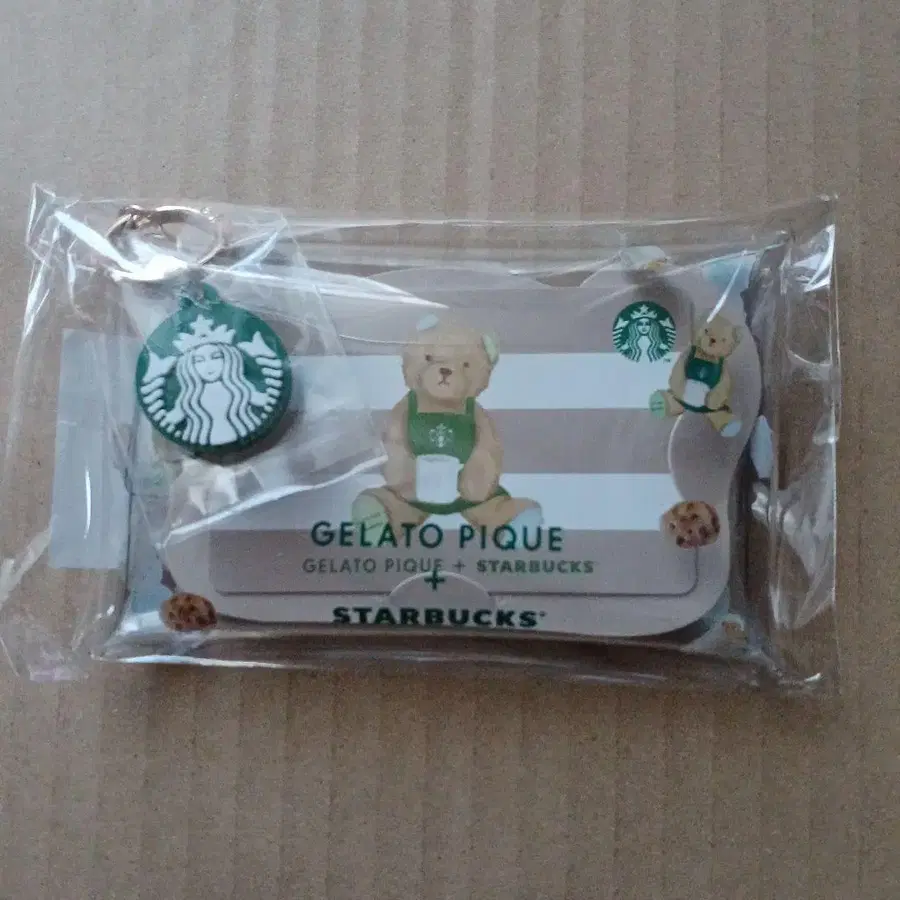 GELATO PIQUE
GELATO PIQUE + STARBUCKS
+
STARBUCKS®